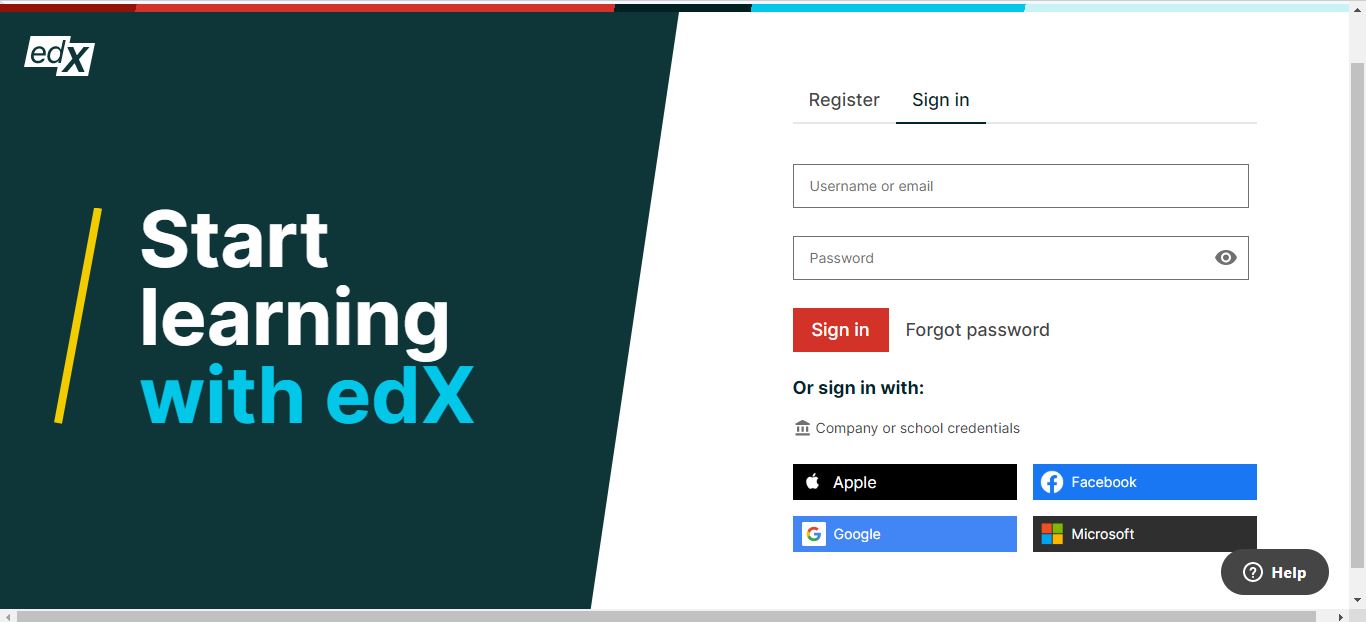 edX
Register
Sign in
Username or email
Start
learning
with edX
Password
Sign in
Forgot password
Or sign in with:
Company or school credentials
Apple
Facebook
Google
Microsoft
Help